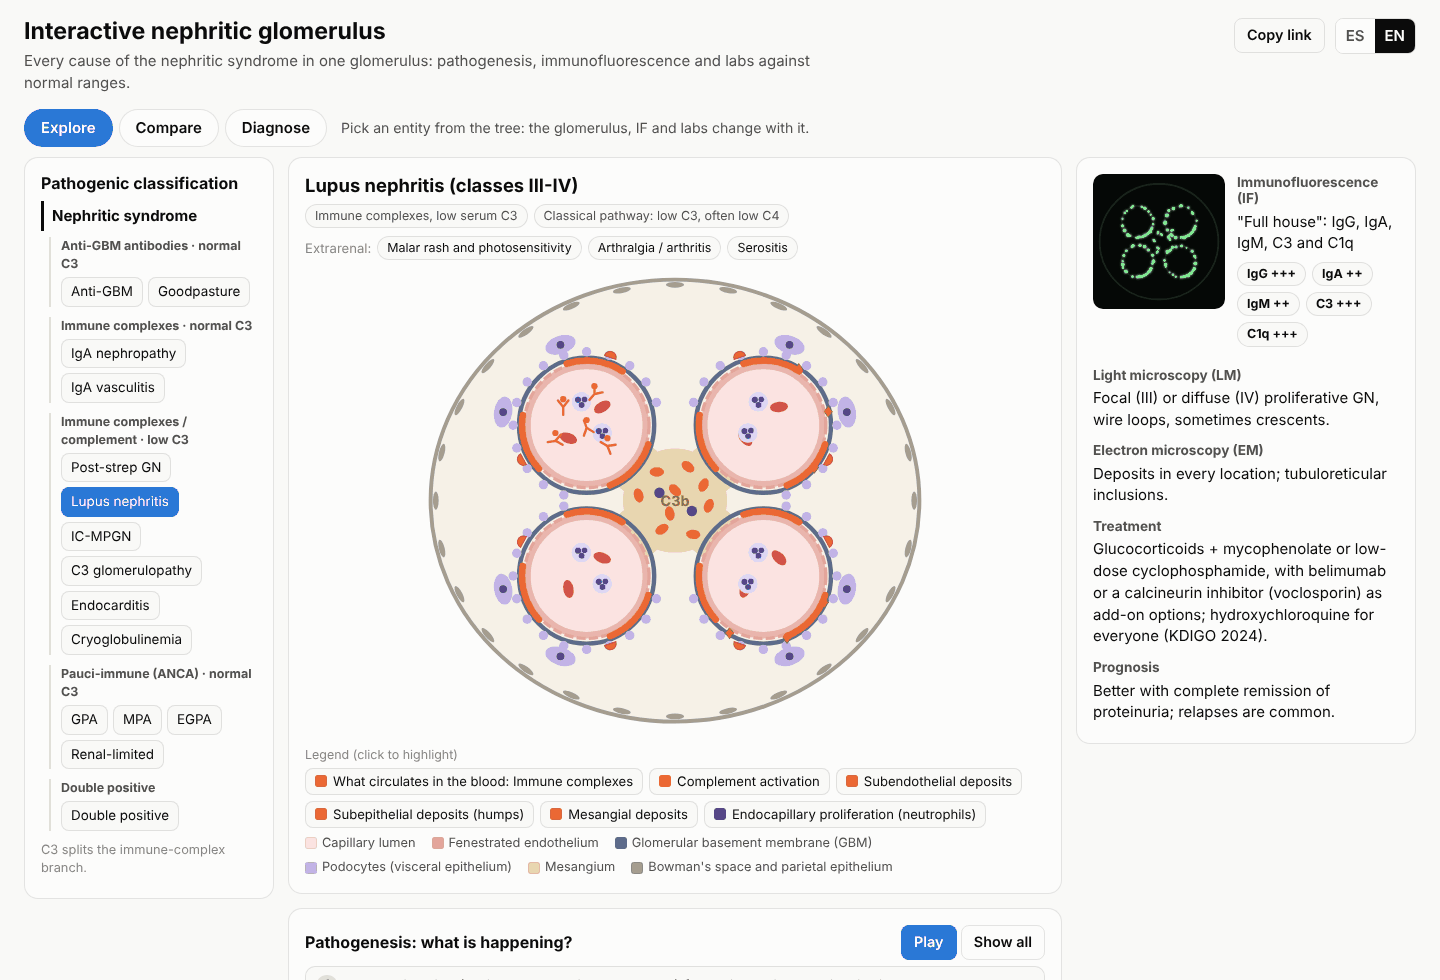 Interactive nephritic glomerulus
Every cause of the nephritic syndrome in one glomerulus: pathogenesis, immunofluorescence and labs against
normal ranges.
Copy link
ES
EN
Explore
Compare
Diagnose
Pick an entity from the tree: the glomerulus, IF and labs change with it.
Pathogenic classification
Nephritic syndrome
Anti-GBM antibodies · normal
C3
Anti-GBM
Goodpasture
Immune complexes · normal C3
IgA nephropathy
IgA vasculitis
Immune complexes /
complement · low C3
Post-strep GN
Lupus nephritis
IC-MPGN
C3 glomerulopathy
Endocarditis
Cryoglobulinemia
Pauci-immune (ANCA) · normal
C3
GPA
MPA
EGPA
Renal-limited
Double positive
Double positive
C3 splits the immune-complex
branch.
Lupus nephritis (classes III-IV)
Immune complexes, low serum C3
Classical pathway: low C3, often low C4
Extrarenal:
Malar rash and photosensitivity
Arthralgia / arthritis
Serositis
C3b
Legend (click to highlight)
What circulates in the blood: Immune complexes
Complement activation
Subendothelial deposits
Subepithelial deposits (humps)
Mesangial deposits
Endocapillary proliferation (neutrophils)
Capillary lumen
Fenestrated endothelium
Glomerular basement membrane (GBM)
Podocytes (visceral epithelium)
Mesangium
Bowman's space and parietal epithelium
Pathogenesis: what is happening?
Play
Show all
Immunofluorescence
(IF)
"Full house": IgG, IgA,
IgM, C3 and C1q
IgG +++
IgA ++
IgM ++
C3 +++
C1q +++
Light microscopy (LM)
Focal (III) or diffuse (IV) proliferative GN,
wire loops, sometimes crescents.
Electron microscopy (EM)
Deposits in every location; tubuloreticular
inclusions.
Treatment
Glucocorticoids + mycophenolate or low-
dose cyclophosphamide, with belimumab
or a calcineurin inhibitor (voclosporin) as
add-on options; hydroxychloroquine for
everyone (KDIGO 2024).
Prognosis
Better with complete remission of
proteinuria; relapses are common.